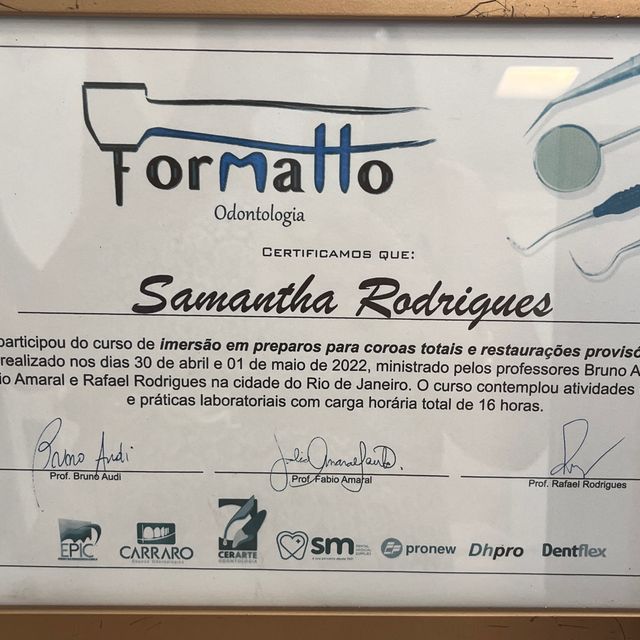 Formatto
Odontologia
CERTIFICAMOS QUE:
Samantha Rodrigues
participou do curso de imersão em preparos para coroas totais e restaurações provisó
realizado nos dias 30 de abril e 01 de maio de 2022, ministrado pelos professores Bruno A
io Amaral e Rafael Rodrigues na cidade do Rio de Janeiro. O curso contemplou atividades
e práticas laboratoriais com carga horária total de 16 horas.
Bruno Audi
Prof. Bruno Audi
Prof. Fabio Amaral
Prof. Rafael Rodrigues
EPIC
CARRARO
CERARTE
ODONTOLOGIA
sm
pronew
Dhpro
Dentflex